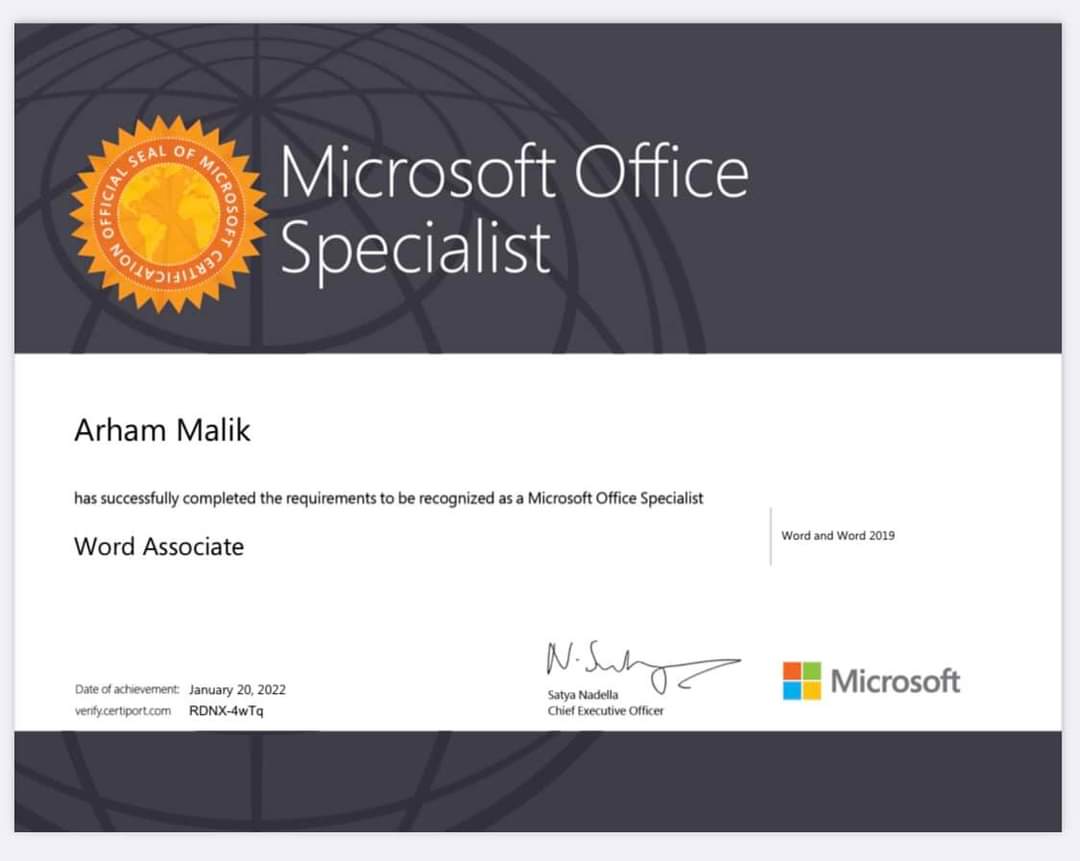 OFFICIAL SEAL OF MICROSOFT CERTIFICATION
Microsoft Office
Specialist
Arham Malik
has successfully completed the requirements to be recognized as a Microsoft Office Specialist
Word Associate
Word and Word 2019
Date of achievement: January 20, 2022
verify.certiport.com RDNX-4wTq
N. S
Satya Nadella
Chief Executive Officer
Microsoft